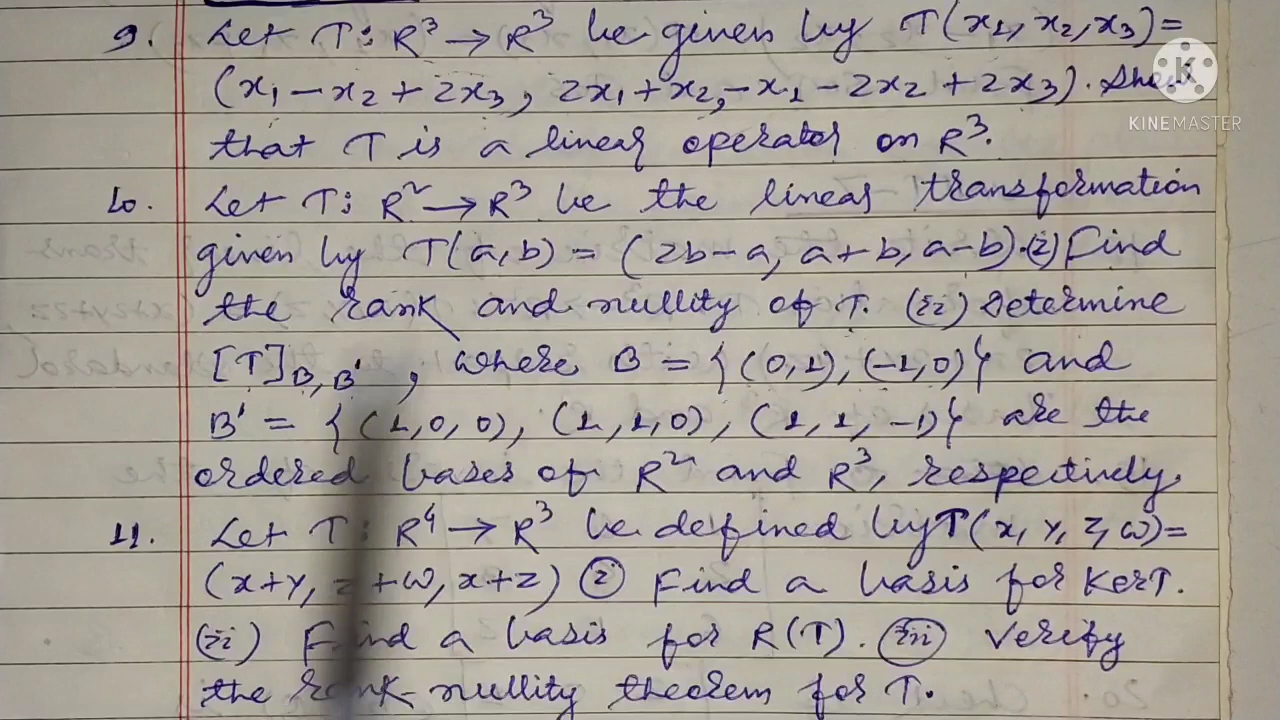 9. Let T: R³ → R³ be given by T(x₁, x₂, x₃) =
(x₁ - x₂ + 2x₃, 2x₁ + x₂, -x₁ - 2x₂ + 2x₃).
KINEMASTER
that T is a linear operator on R³.
10. Let T: R² → R³ be the linear transformation
given by T(a, b) = (2b - a, a + b, a - b). (i) Find
the rank and nullity of T. (ii) Determine
[T]B,B', where B = {(0,1), (-1,0)} and
B' = {(1,0,0), (1,1,0), (1,1,-1)} are the
ordered bases of R² and R³, respectively.
11. Let T: R⁴ → R³ be defined by T(x, y, z, w) =
(x+y, z+w, x+z) (i) Find a basis for KerT.
(ii) Find a basis for R(T). (iii) Verify
the rank-nullity theorem for T.